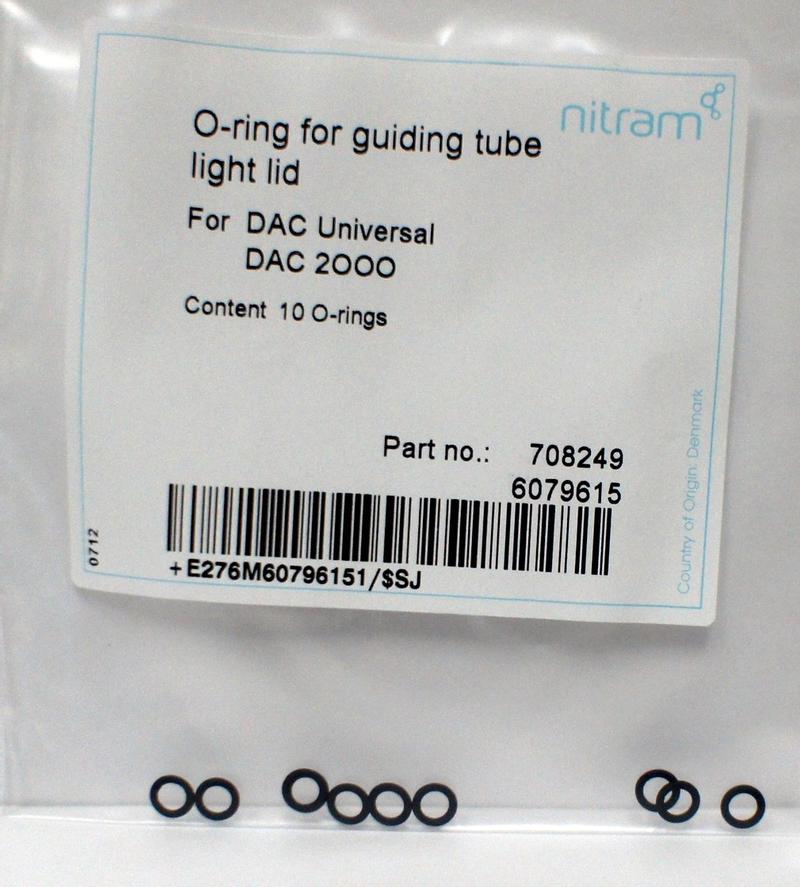 nitram
O-ring for guiding tube
light lid
For DAC Universal
DAC 2000
Content 10 O-rings
Part no.: 708249
6079615
+E276M60796151/$SJ
0712
Country of Origin: Denmark